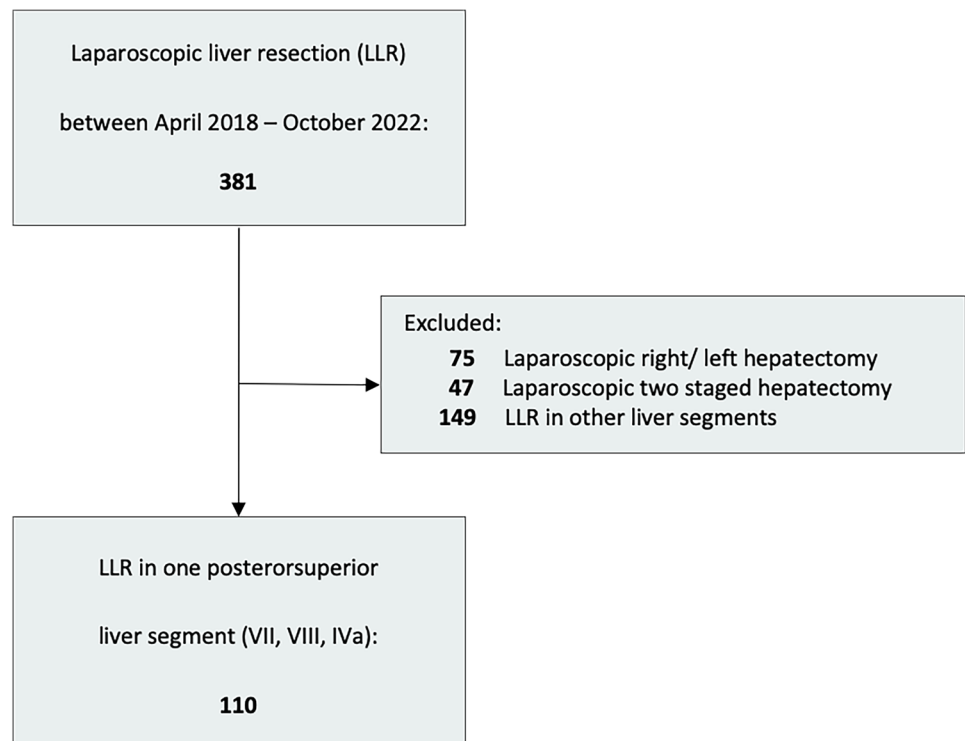 Laparoscopic liver resection (LLR)
between April 2018 – October 2022:
381
Excluded:
75 Laparoscopic right/ left hepatectomy
47 Laparoscopic two staged hepatectomy
149 LLR in other liver segments
LLR in one posterorsuperior
liver segment (VII, VIII, IVa):
110